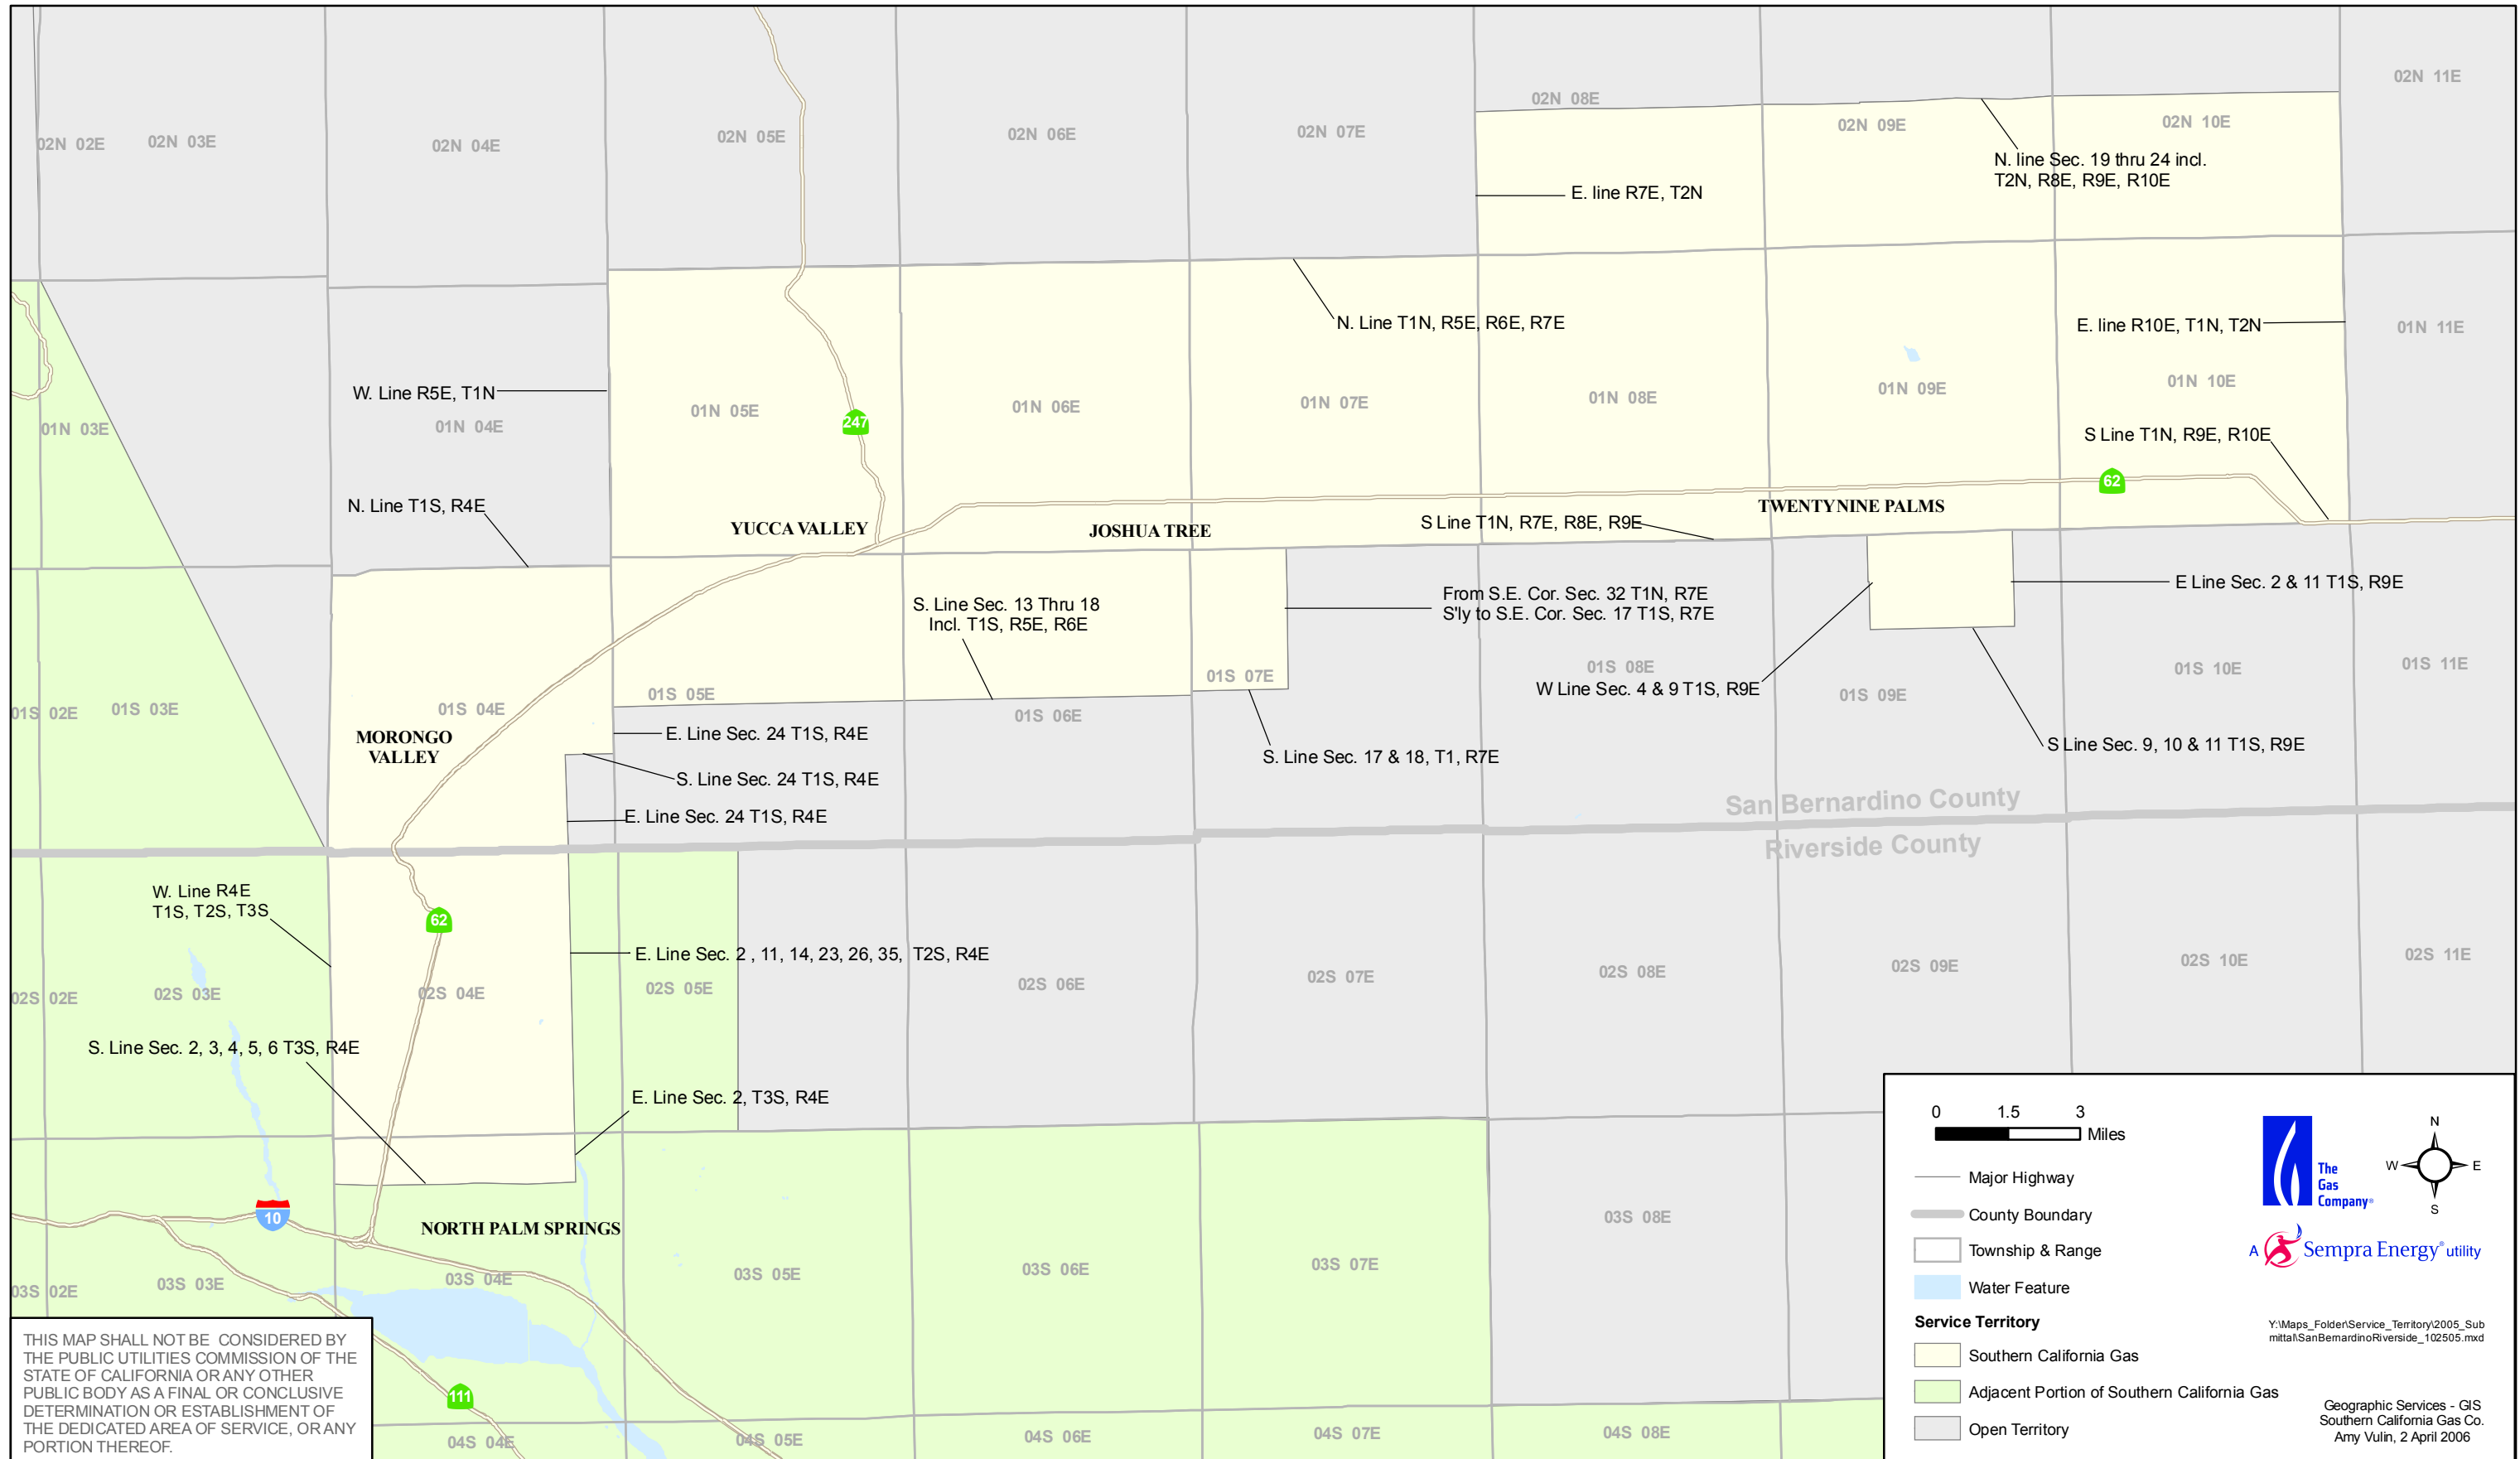 02N 11E
02N 08E
02N 02E
02N 03E
02N 04E
02N 05E
02N 06E
02N 07E
02N 09E
02N 10E
N. line Sec. 19 thru 24 incl.
T2N, R8E, R9E, R10E
E. line R7E, T2N
N. Line T1N, R5E, R6E, R7E
E. line R10E, T1N, T2N
01N 11E
W. Line R5E, T1N
01N 03E
01N 04E
01N 05E
247
01N 06E
01N 07E
01N 08E
01N 09E
01N 10E
S Line T1N, R9E, R10E
62
N. Line T1S, R4E
YUCCA VALLEY
JOSHUA TREE
S Line T1N, R7E, R8E, R9E
TWENTYNINE PALMS
S. Line Sec. 13 Thru 18
Incl. T1S, R5E, R6E
From S.E. Cor. Sec. 32 T1N, R7E
S'ly to S.E. Cor. Sec. 17 T1S, R7E
E Line Sec. 2 & 11 T1S, R9E
01S 02E
01S 03E
01S 04E
01S 05E
01S 06E
01S 07E
01S 08E
W Line Sec. 4 & 9 T1S, R9E
01S 09E
01S 10E
01S 11E
MORONGO
VALLEY
E. Line Sec. 24 T1S, R4E
S. Line Sec. 24 T1S, R4E
E. Line Sec. 24 T1S, R4E
S. Line Sec. 17 & 18, T1, R7E
S Line Sec. 9, 10 & 11 T1S, R9E
San Bernardino County
Riverside County
W. Line R4E
T1S, T2S, T3S
62
E. Line Sec. 2 , 11, 14, 23, 26, 35, T2S, R4E
02S 02E
02S 03E
02S 04E
02S 05E
02S 06E
02S 07E
02S 08E
02S 09E
02S 10E
02S 11E
S. Line Sec. 2, 3, 4, 5, 6 T3S, R4E
E. Line Sec. 2, T3S, R4E
10
NORTH PALM SPRINGS
03S 02E
03S 03E
03S 04E
03S 05E
03S 06E
03S 07E
03S 08E
111
04S 04E
04S 05E
04S 06E
04S 07E
04S 08E
THIS MAP SHALL NOT BE CONSIDERED BY
THE PUBLIC UTILITIES COMMISSION OF THE
STATE OF CALIFORNIA OR ANY OTHER
PUBLIC BODY AS A FINAL OR CONCLUSIVE
DETERMINATION OR ESTABLISHMENT OF
THE DEDICATED AREA OF SERVICE, OR ANY
PORTION THEREOF.
0 1.5 3
Miles
Major Highway
County Boundary
Township & Range
Water Feature
Service Territory
Southern California Gas
Adjacent Portion of Southern California Gas
Open Territory
The
Gas
Company®
N
W E
S
A Sempra Energy® utility
Y:\Maps_Folder\Service_Territory\2005_Sub
mittal\SanBernardinoRiverside_102505.mxd
Geographic Services - GIS
Southern California Gas Co.
Amy Vulin, 2 April 2006